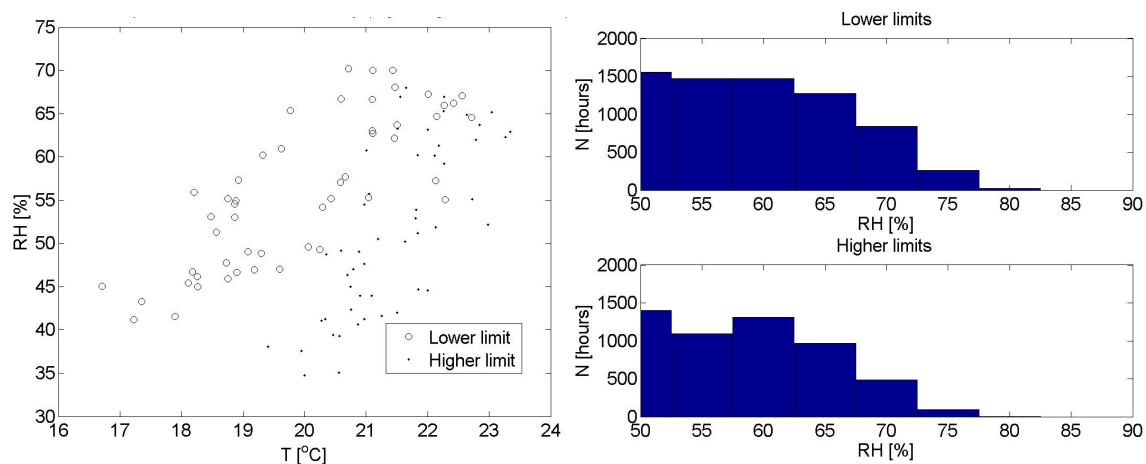 75
70
65
60
55
50
45
40
35
30
RH [%]
16 17 18 19 20 21 22 23 24
T [°C]
Lower limit
Higher limit
Lower limits
2000
1500
1000
500
0
N [hours]
50 55 60 65 70 75 80 85 90
RH [%]
Higher limits
2000
1500
1000
500
0
N [hours]
50 55 60 65 70 75 80 85 90
RH [%]